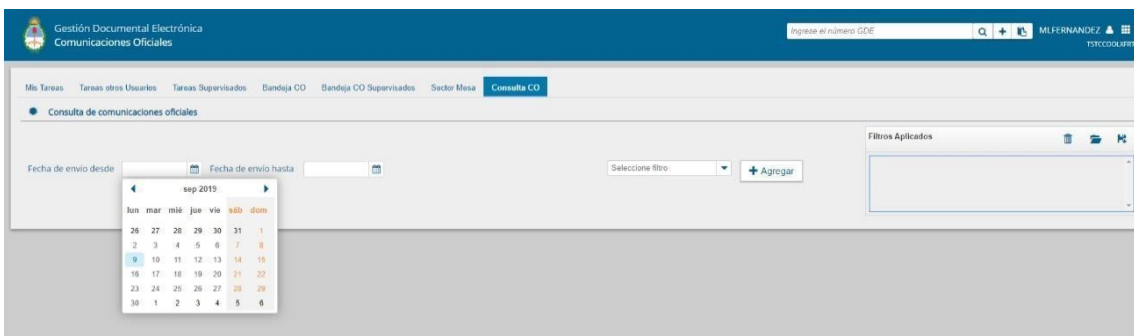 Gestión Documental Electrónica
Comunicaciones Oficiales
Ingrese el número GDE
MLFERNANDEZ
Mis Tareas Tareas otros Usuarios Tareas Supervisados Bandeja CO Bandeja CO Supervisados Sector Mesa Consulta CO
Consulta de comunicaciones oficiales
Filtros Aplicados
Fecha de envio desde Fecha de envio hasta Seleccione filtro Agregar
sep 2019
lun mar mié jue vie sáb dom
26 27 28 29 30 31 1
2 3 4 5 6 7 8
9 10 11 12 13 14 15
16 17 18 19 20 21 22
23 24 25 26 27 28 29
30 1 2 3 4 5 6